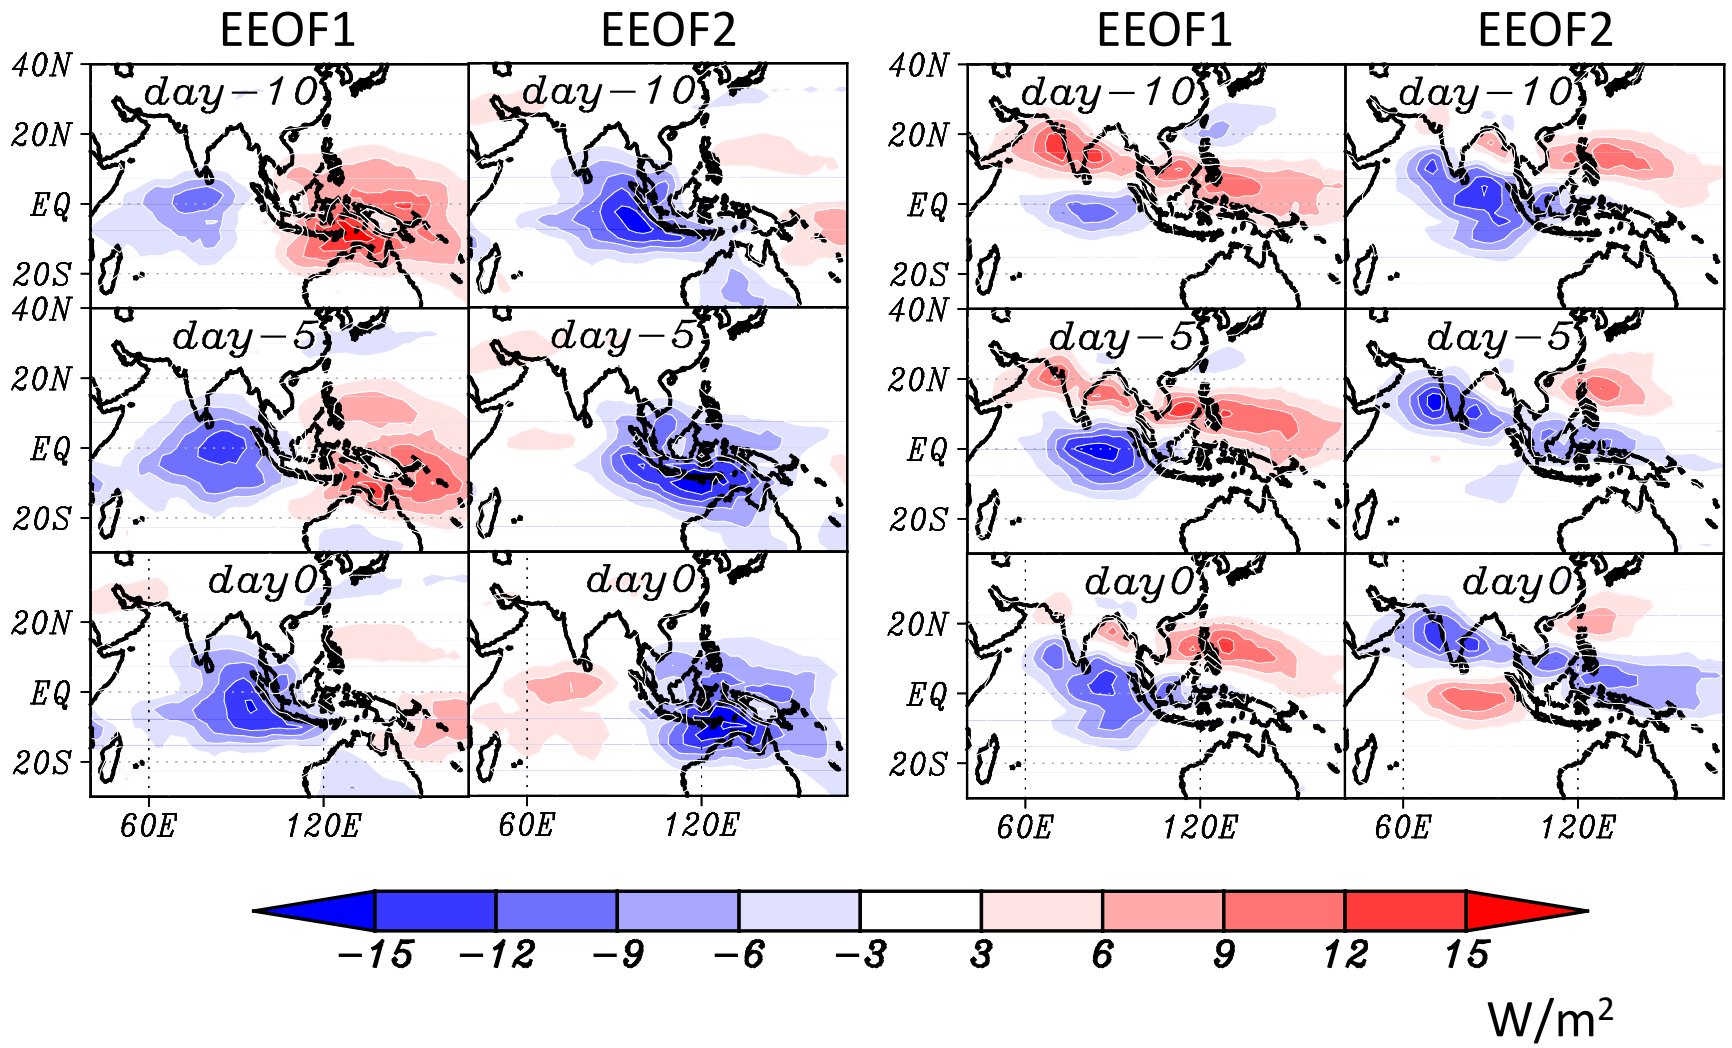 EEOF1 EEOF2 EEOF1 EEOF2
40N day-10 day-10 40N day-10 day-10
20N 20N
EQ EQ
20S 20S
40N day-5 day-5 40N day-5 day-5
20N 20N
EQ EQ
20S 20S
day0 day0 day0 day0
20N 20N
EQ EQ
20S 20S
60E 120E 60E 120E 60E 120E 60E 120E
-15 -12 -9 -6 -3 3 6 9 12 15
W/m²